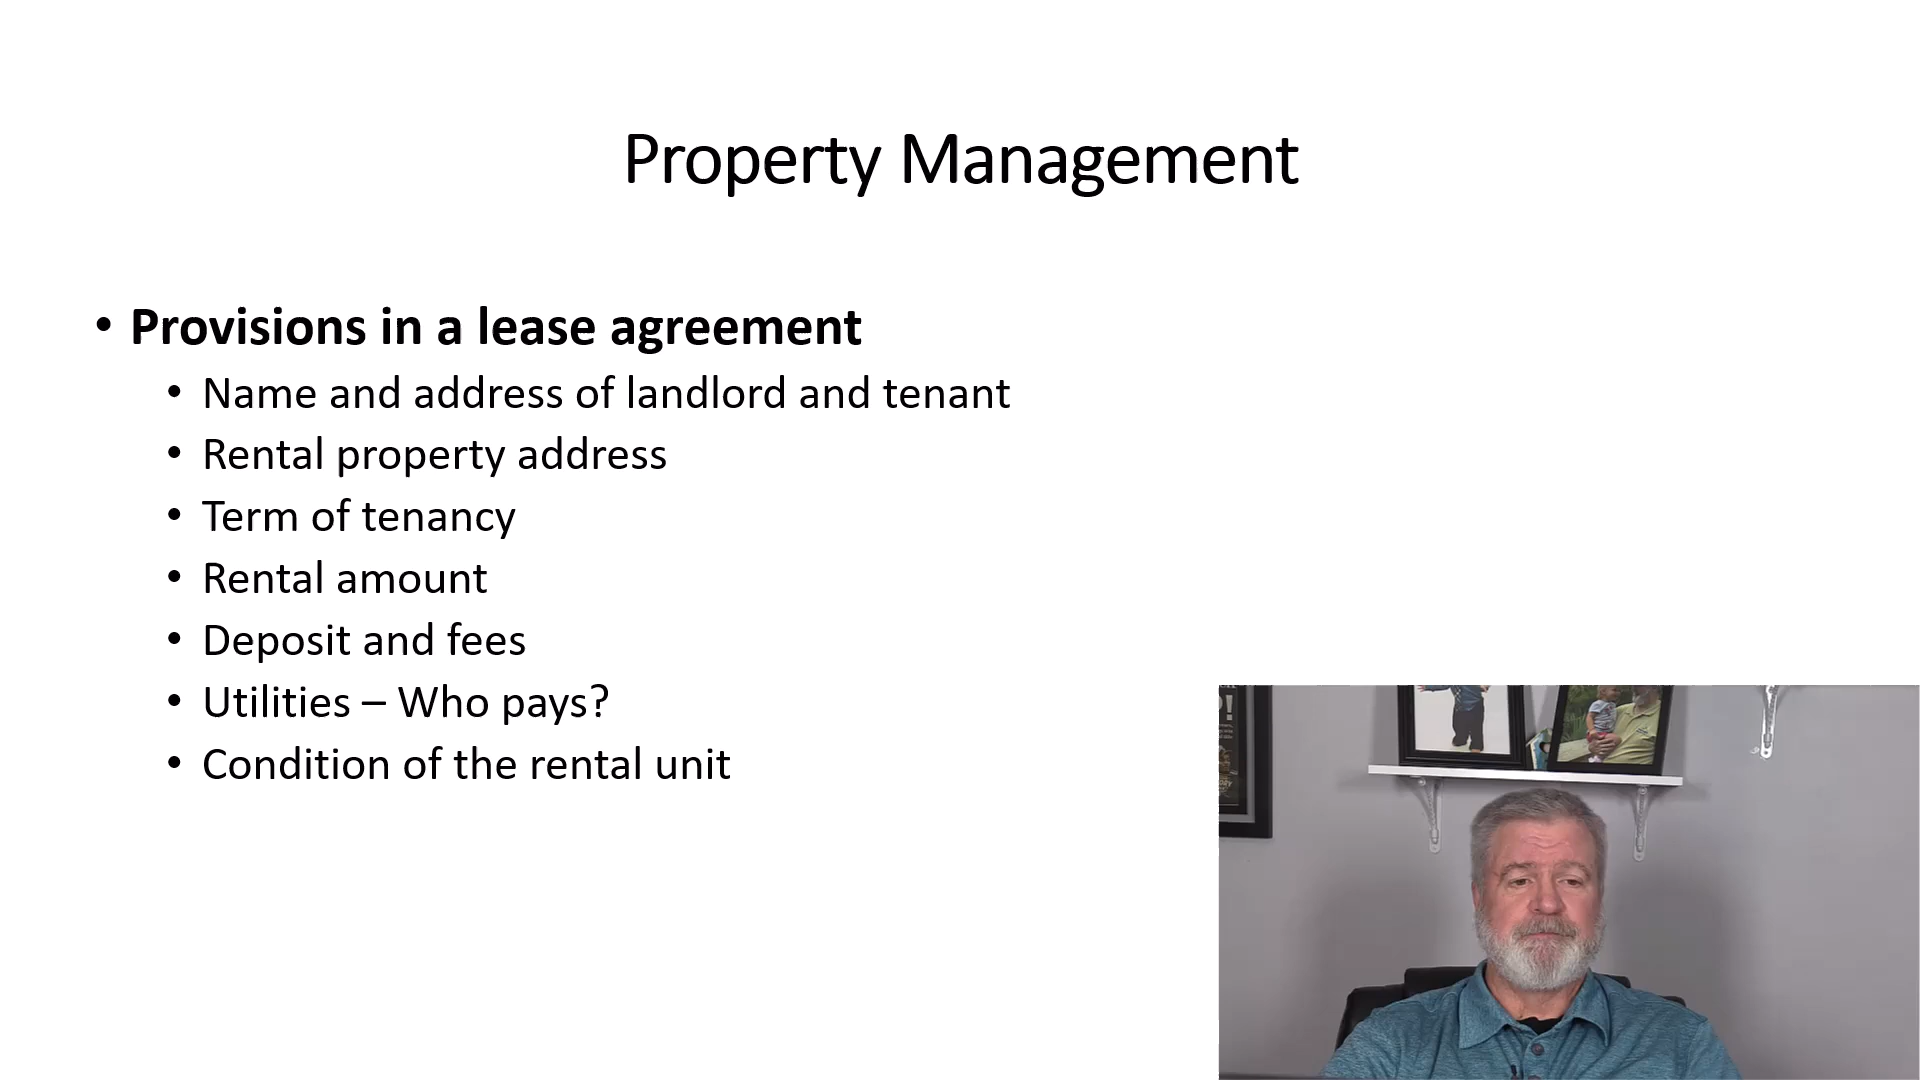 Property Management
• Provisions in a lease agreement
• Name and address of landlord and tenant
• Rental property address
• Term of tenancy
• Rental amount
• Deposit and fees
• Utilities – Who pays?
• Condition of the rental unit